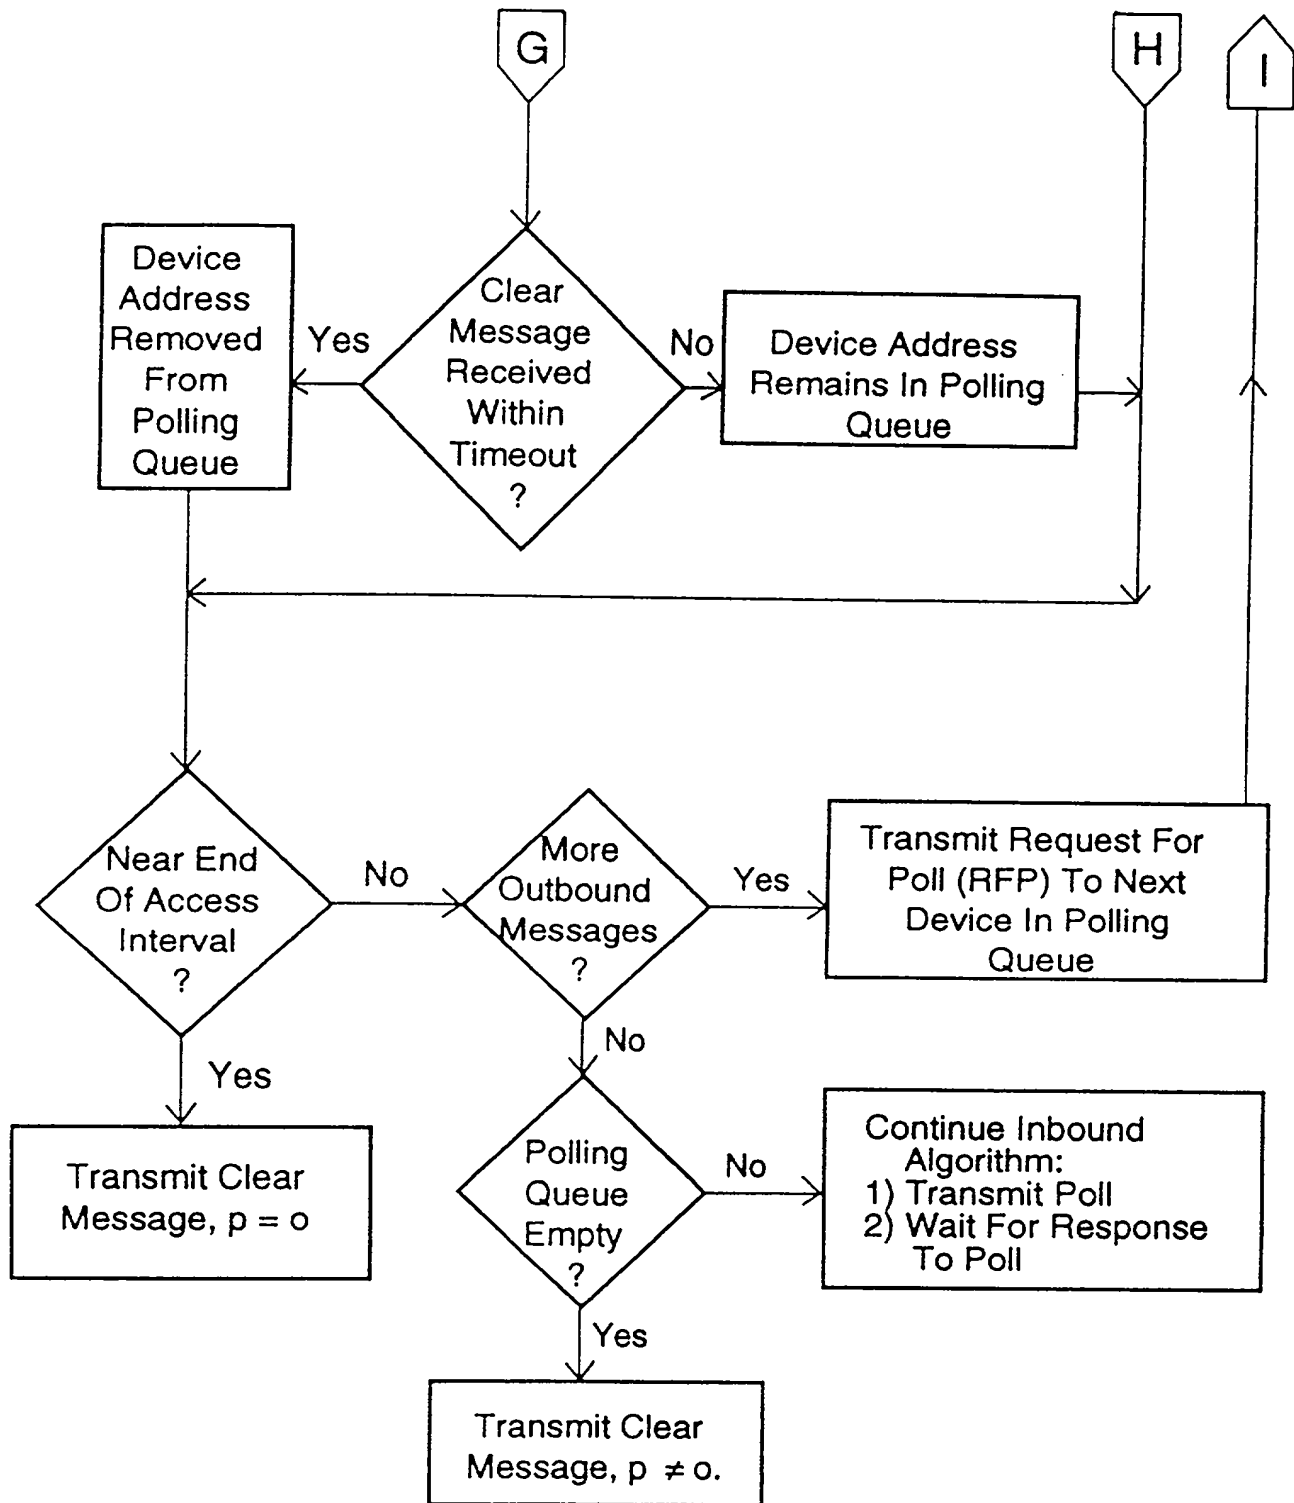 G
H
I
Device
Address
Removed
From
Polling
Queue
Yes
Clear
Message
Received
Within
Timeout
?
No
Device Address
Remains In Polling
Queue
Near End
Of Access
Interval
?
No
More
Outbound
Messages
?
Yes
Transmit Request For
Poll (RFP) To Next
Device In Polling
Queue
Yes
No
Transmit Clear
Message, p = o
Polling
Queue
Empty
?
No
Continue Inbound
Algorithm:
1) Transmit Poll
2) Wait For Response
To Poll
Yes
Transmit Clear
Message, p ≠ o.